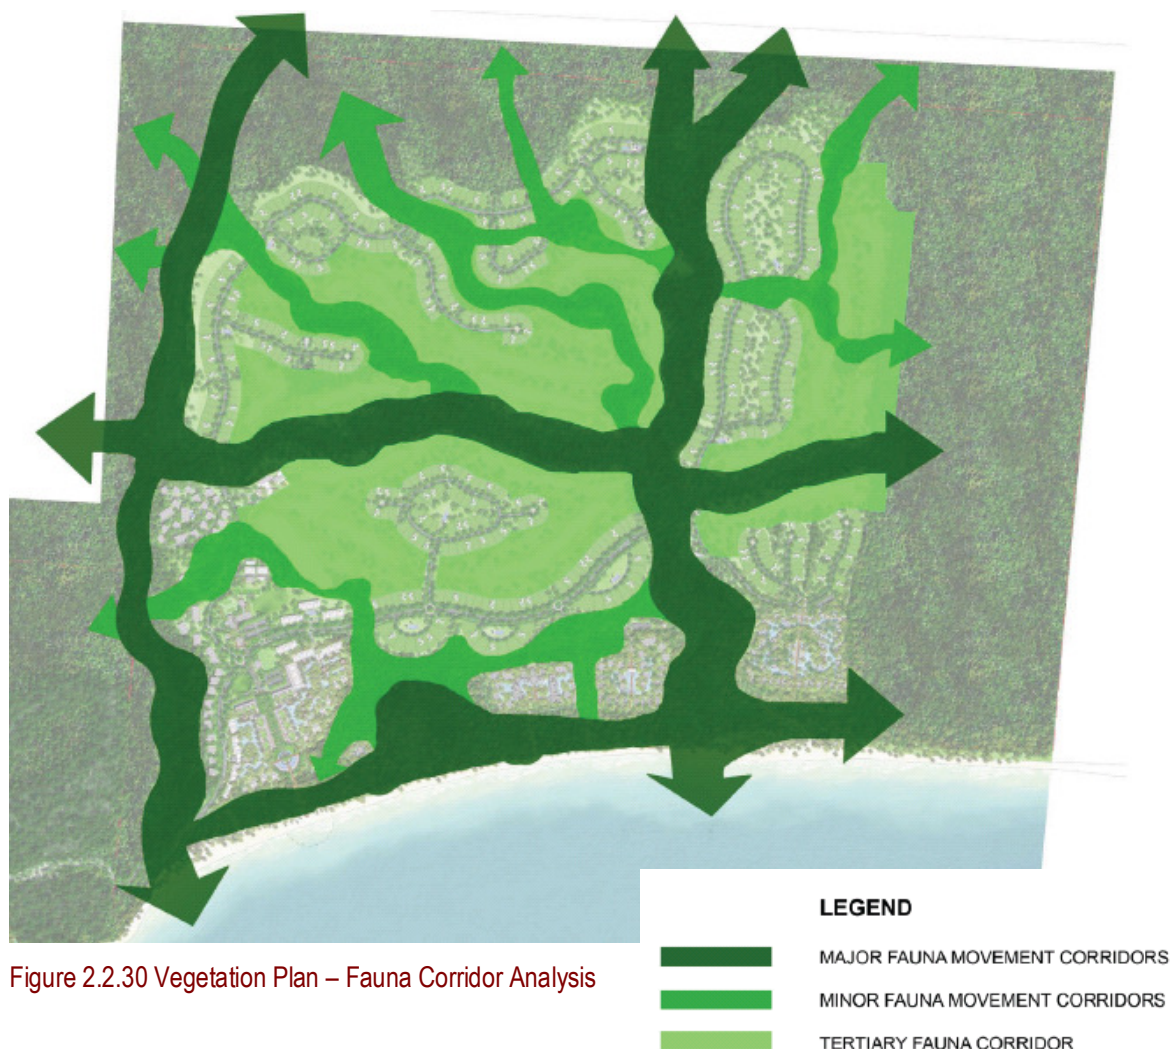 Figure 2.2.30 Vegetation Plan – Fauna Corridor Analysis
LEGEND
MAJOR FAUNA MOVEMENT CORRIDORS
MINOR FAUNA MOVEMENT CORRIDORS
TERTIARY FAUNA CORRIDOR